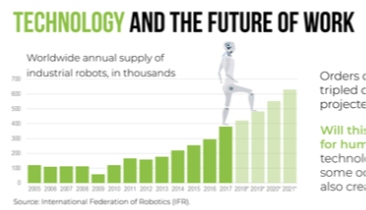 TECHNOLOGY AND THE FUTURE OF WORK
Worldwide annual supply of
industrial robots, in thousands
700
600
500
400
300
200
100
0
2005 2006 2007 2008 2009 2010 2011 2012 2013 2014 2015 2016 2017 2018* 2019* 2020* 2021*
Source: International Federation of Robotics (IFR).
Orders
tripled
projecte
Will this
for hum
technolo
some oc
also crea